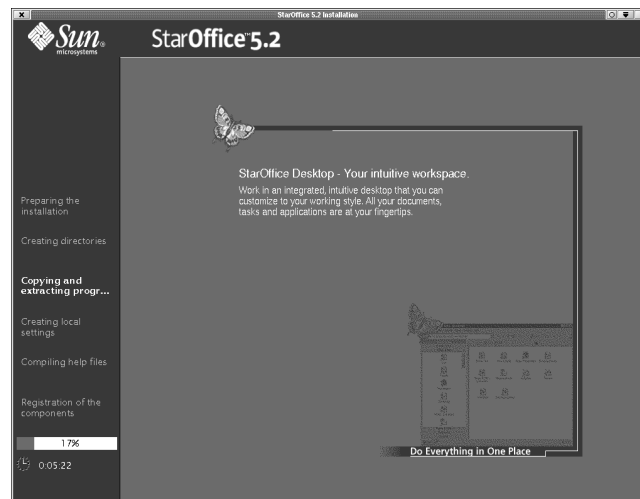 StarOffice 5.2 Installation
Sun
microsystems
StarOffice™ 5.2
StarOffice Desktop - Your intuitive workspace.
Work in an integrated, intuitive desktop that you can
customize to your working style. All your documents,
tasks and applications are at your fingertips.
Preparing the
installation
Creating directories
Copying and
extracting progr...
Creating local
settings
Compiling help files
Registration of the
components
17%
0:05:22
Do Everything in One Place